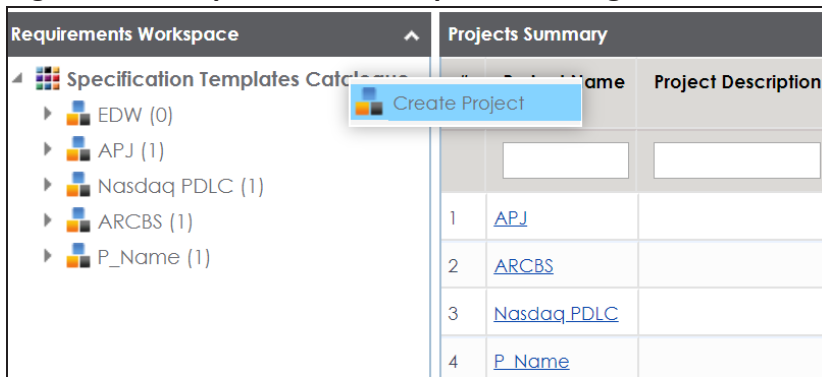 Requirements Workspace
Projects Summary
Specification Templates Catalogue
Create Project
Name
Project Description
EDW (0)
APJ (1)
Nasdaq PDLC (1)
ARCBS (1)
P_Name (1)
1 APJ
2 ARCBS
3 Nasdaq PDLC
4 P_Name